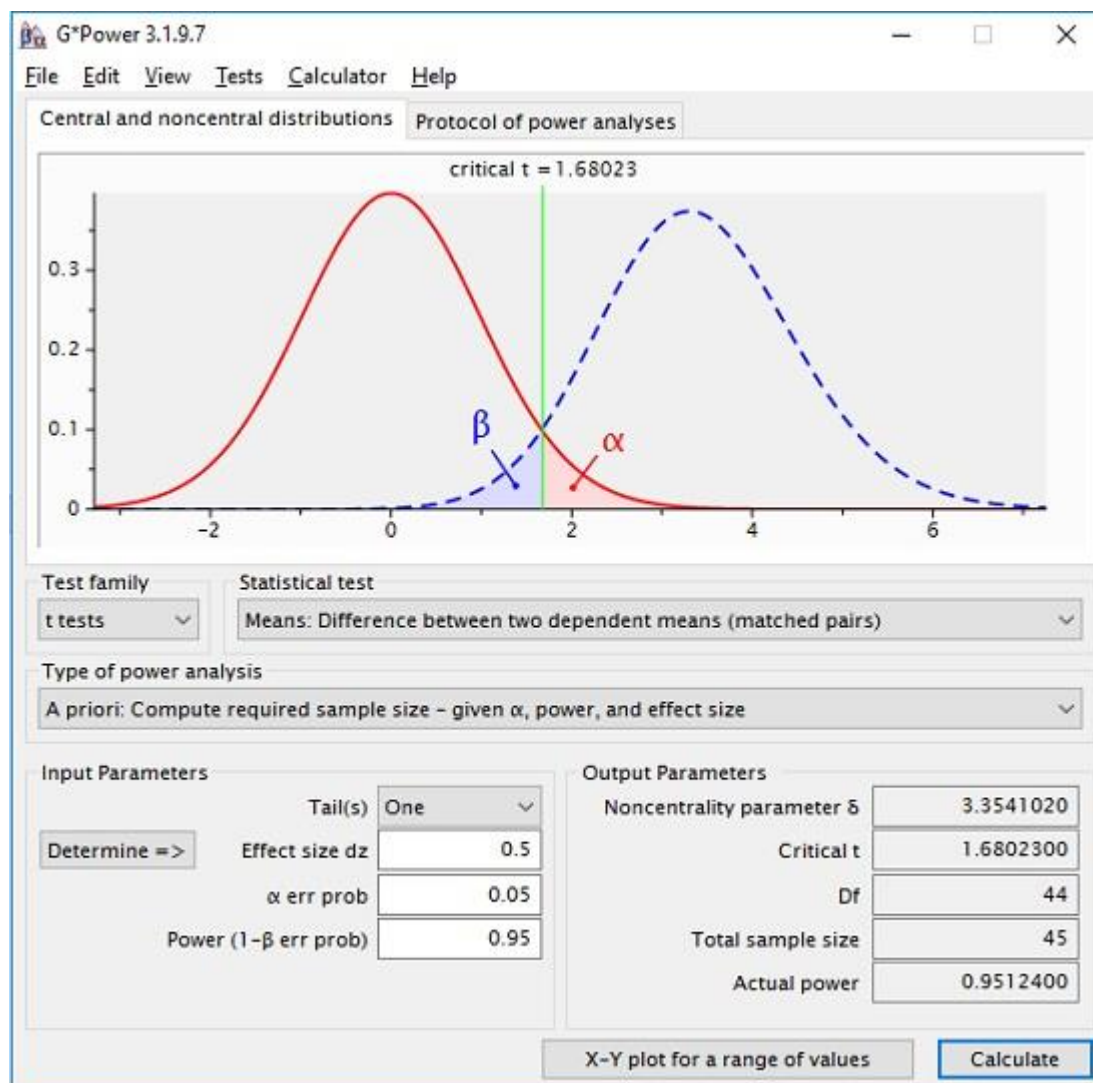 G*Power 3.1.9.7
File Edit View Tests Calculator Help
Central and noncentral distributions Protocol of power analyses
critical t = 1.68023
0.3
0.2
0.1
0
β
α
-2 0 2 4 6
Test family Statistical test
t tests Means: Difference between two dependent means (matched pairs)
Type of power analysis
A priori: Compute required sample size - given α, power, and effect size
Input Parameters Output Parameters
Tail(s) One Noncentrality parameter δ 3.3541020
Determine => Effect size dz 0.5 Critical t 1.6802300
α err prob 0.05 Df 44
Power (1-β err prob) 0.95 Total sample size 45
Actual power 0.9512400
X-Y plot for a range of values Calculate